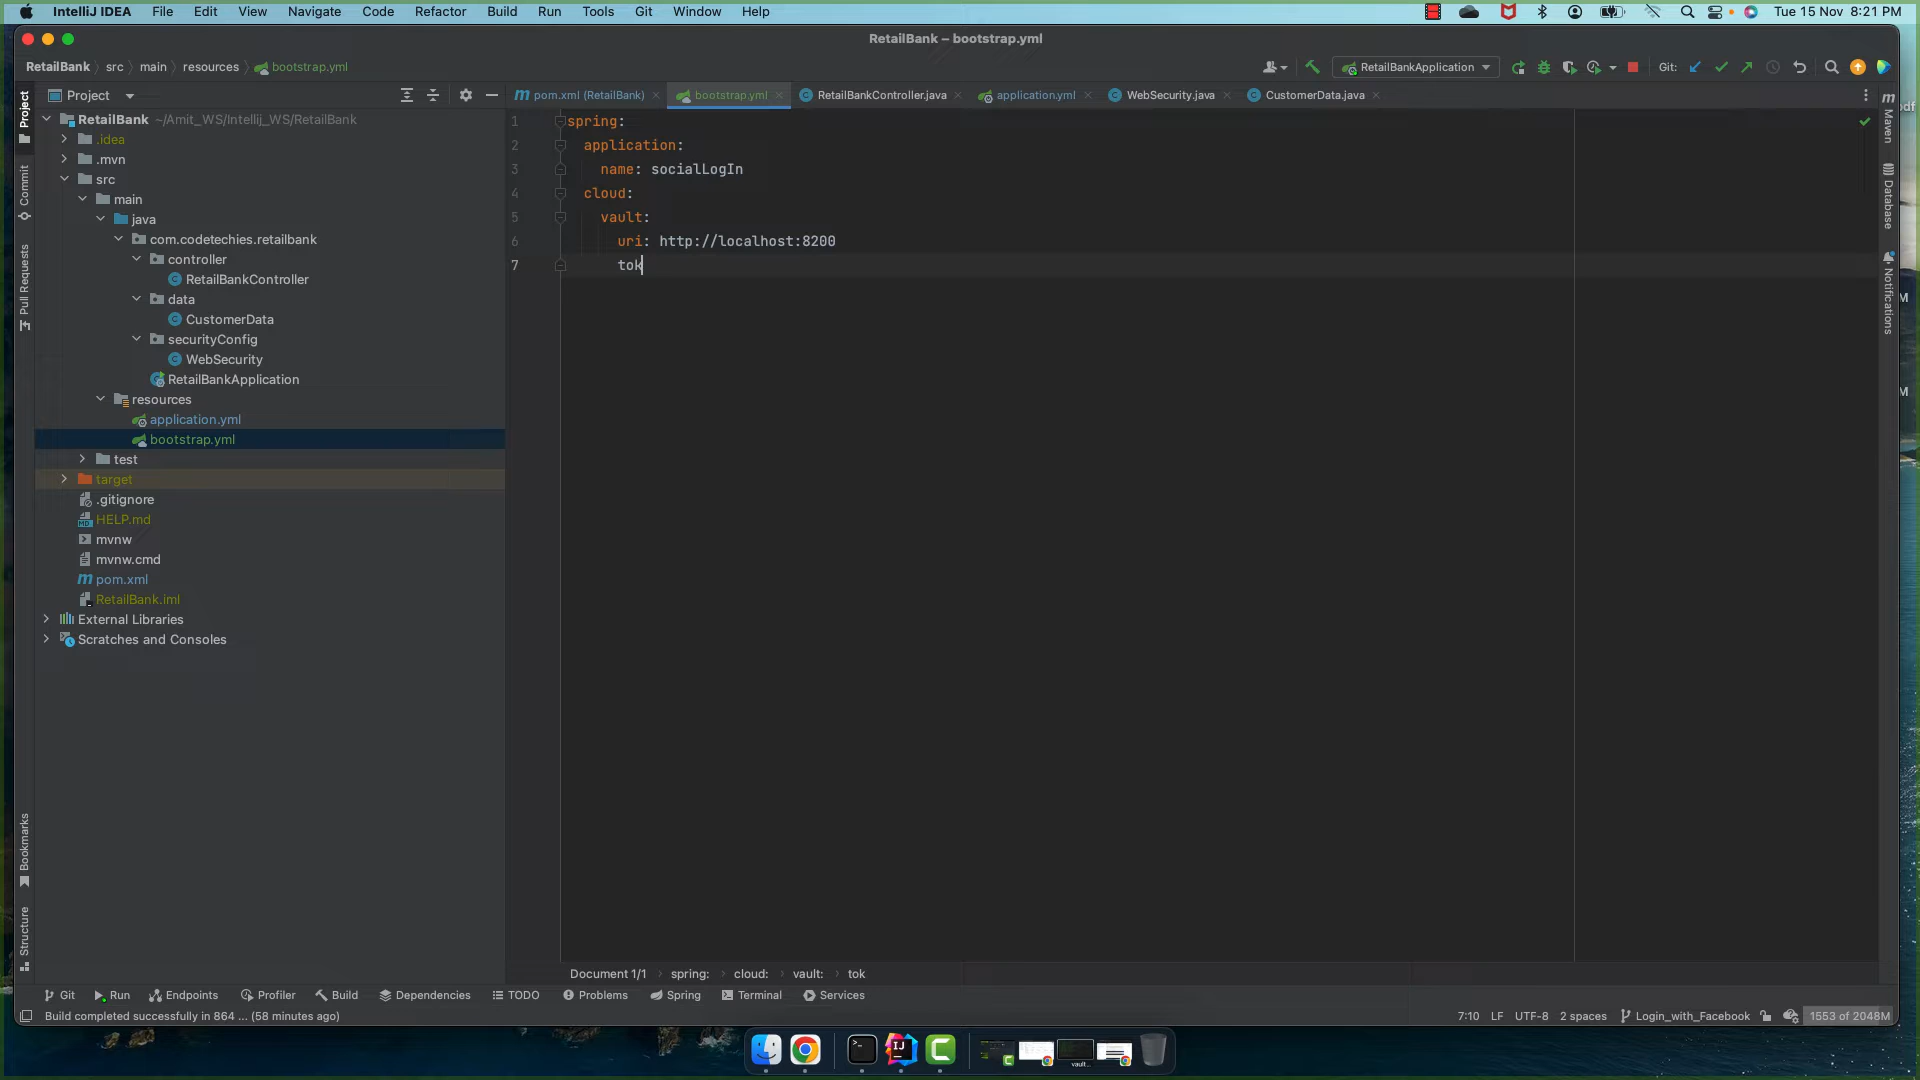 IntelliJ IDEA File Edit View Navigate Code Refactor Build Run Tools Git Window Help Tue 15 Nov 8:21 PM
RetailBank – bootstrap.yml
RetailBank src main resources bootstrap.yml RetailBankApplication Git:
Project pom.xml (RetailBank) bootstrap.yml RetailBankController.java application.yml WebSecurity.java CustomerData.java
RetailBank ~/Amit_WS/Intellij_WS/RetailBank
.idea
.mvn
src
main
java
com.codetechies.retailbank
controller
RetailBankController
data
CustomerData
securityConfig
WebSecurity
RetailBankApplication
resources
application.yml
bootstrap.yml
test
target
.gitignore
HELP.md
mvnw
mvnw.cmd
pom.xml
RetailBank.iml
External Libraries
Scratches and Consoles
1 spring:
2 application:
3 name: socialLogIn
4 cloud:
5 vault:
6 uri: http://localhost:8200
7 tok
Project
Commit
Pull Requests
Bookmarks
Structure
Maven
Database
Notifications
Document 1/1 spring: cloud: vault: tok
Git Run Endpoints Profiler Build Dependencies TODO Problems Spring Terminal Services
Build completed successfully in 864 ... (58 minutes ago) 7:10 LF UTF-8 2 spaces Login_with_Facebook 1553 of 2048M